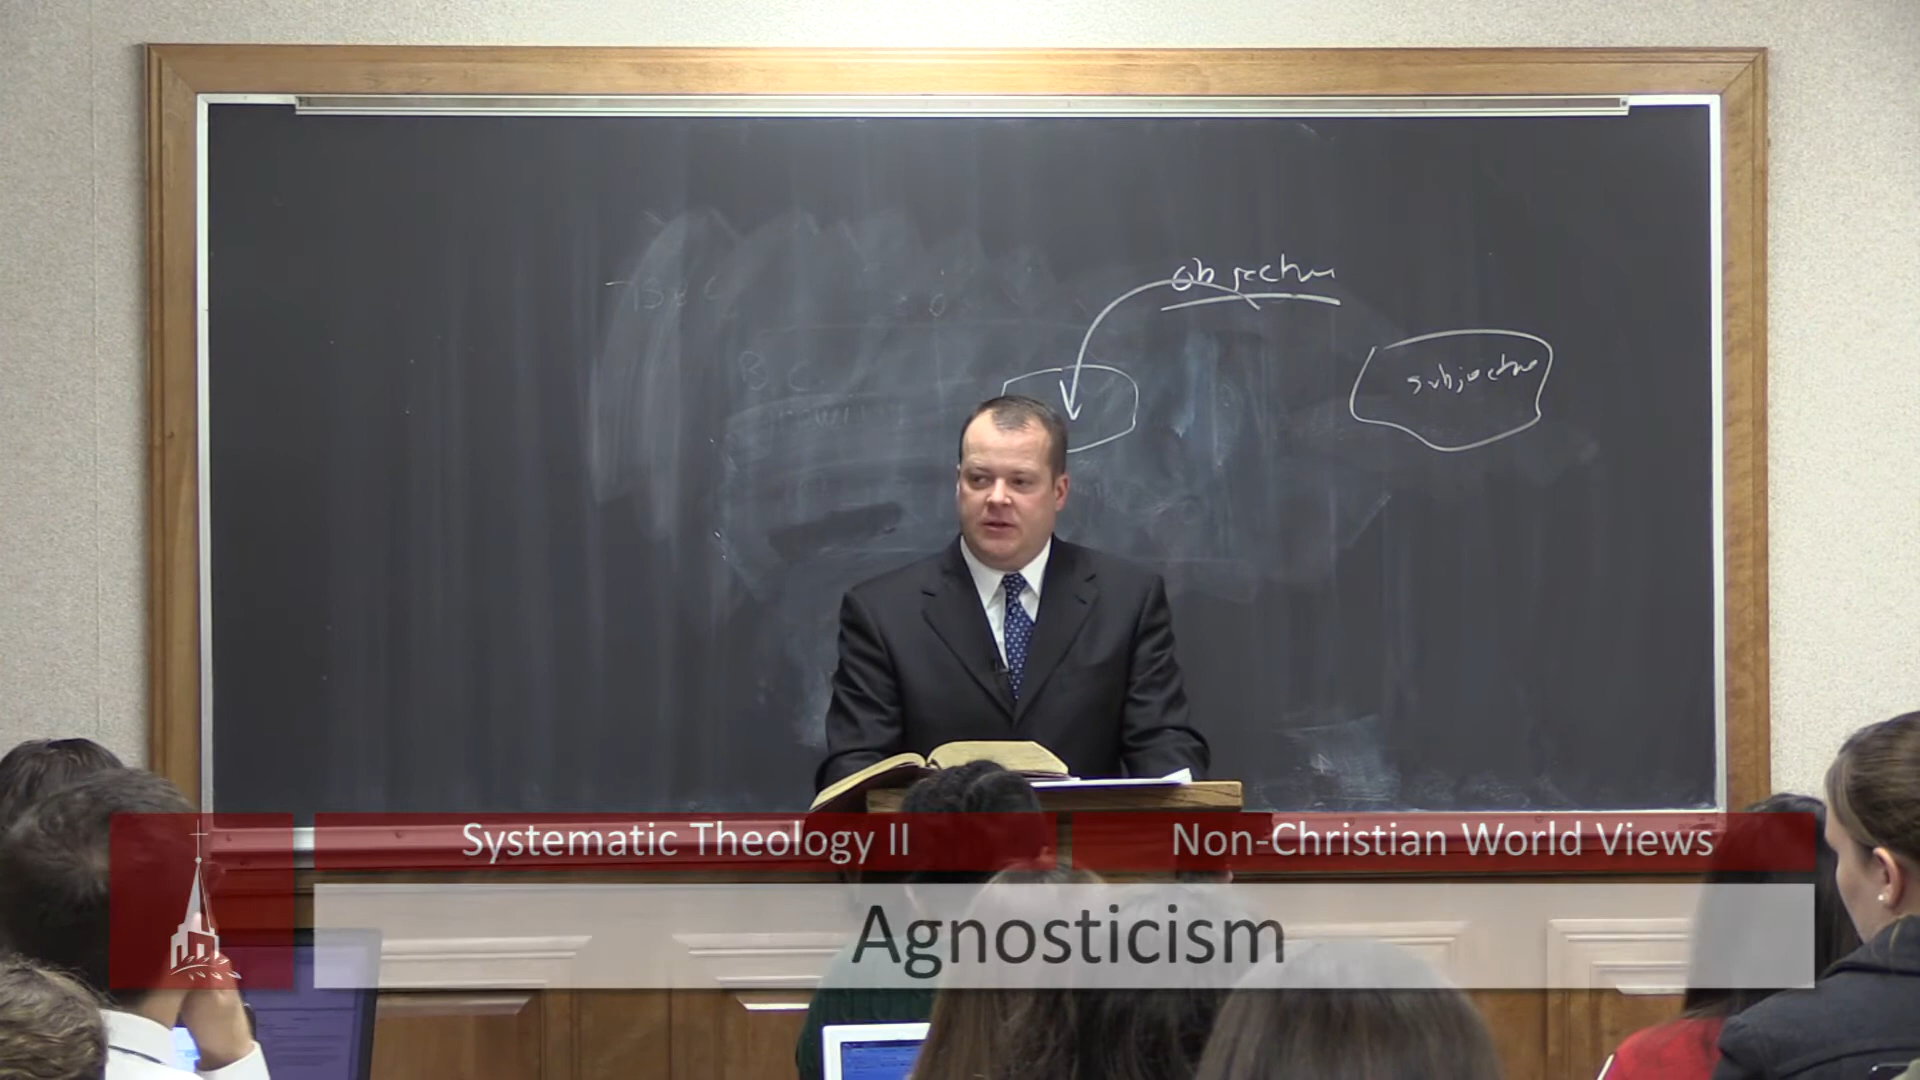 objective
subjective
Systematic Theology II
Non-Christian World Views
Agnosticism